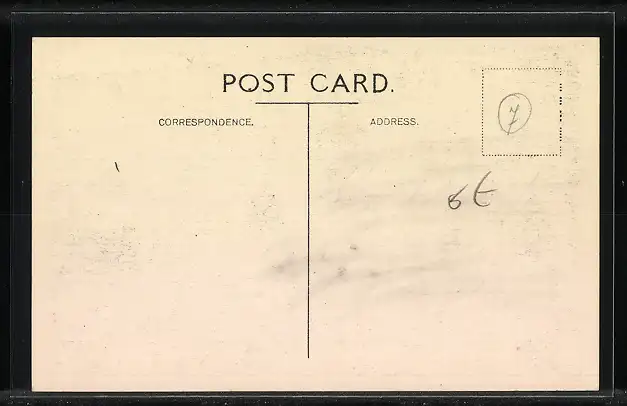 POST CARD.
CORRESPONDENCE. ADDRESS.
7
6€